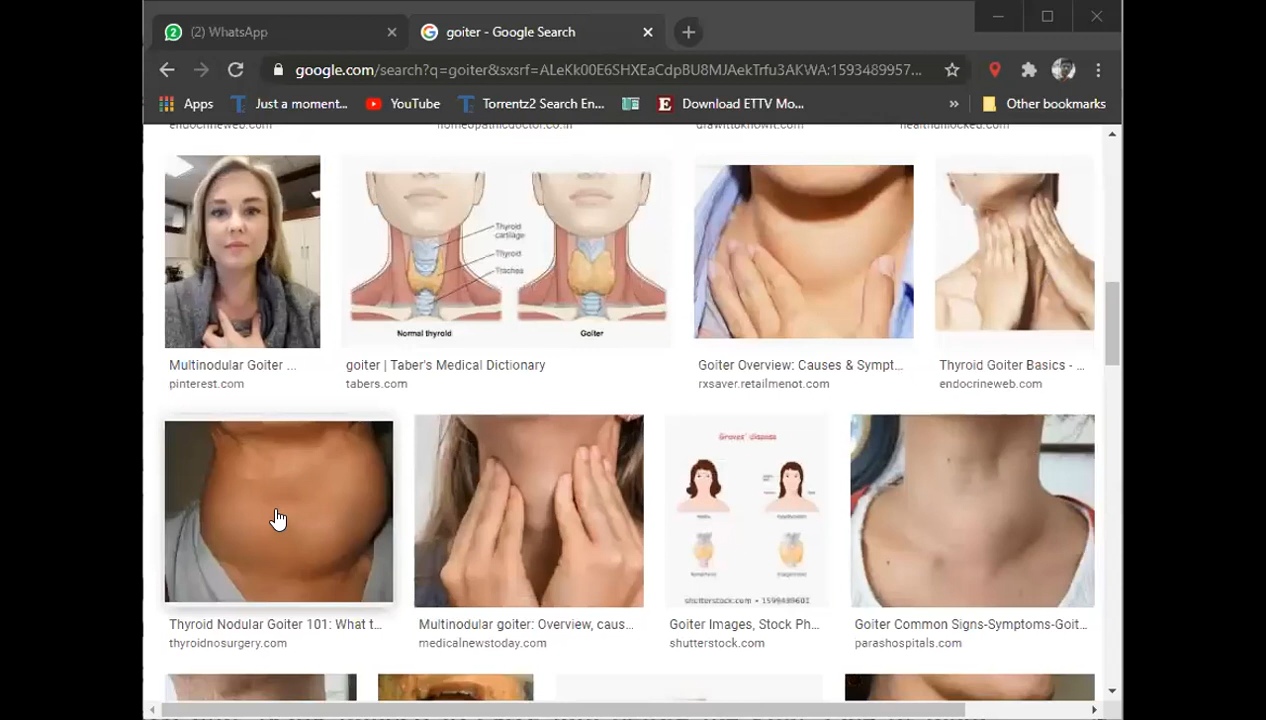 (2) WhatsApp
goiter - Google Search
google.com/search?q=goiter&sxsrf=ALeKk00E6SHXEaCdpBU8MJAekTrfu3AKWA:1593489957...
Apps
Just a moment...
YouTube
Torrentz2 Search En...
Download ETTV Mo...
»
Other bookmarks
endocrineweb.com
homeopathicdoctor.co.in
drawittoknowit.com
healthunlocked.com
Thyroid cartilage
Thyroid
Trachea
Normal thyroid
Goiter
Multinodular Goiter ...
pinterest.com
goiter | Taber's Medical Dictionary
tabers.com
Goiter Overview: Causes & Sympt...
rxsaver.retailmenot.com
Thyroid Goiter Basics - ...
endocrineweb.com
Graves' disease
shutterstock.com • 1599489601
Thyroid Nodular Goiter 101: What t...
thyroidnosurgery.com
Multinodular goiter: Overview, caus...
medicalnewstoday.com
Goiter Images, Stock Ph...
shutterstock.com
Goiter Common Signs-Symptoms-Goit...
parashospitals.com